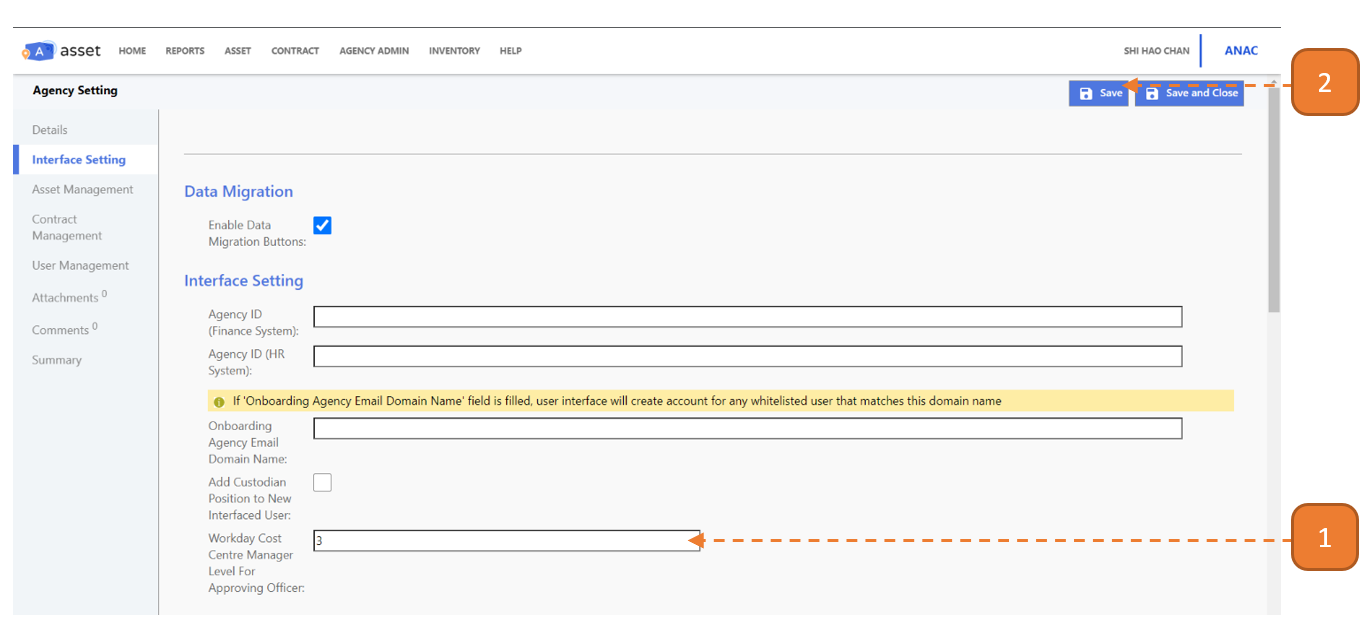 A asset HOME REPORTS ASSET CONTRACT AGENCY ADMIN INVENTORY HELP SHI HAO CHAN ANAC
2
Agency Setting
Save Save and Close
Details
Interface Setting
Asset Management
Contract
Management
User Management
Attachments 0
Comments 0
Summary
Data Migration
Enable Data
Migration Buttons:
Interface Setting
Agency ID
(Finance System):
Agency ID (HR
System):
If 'Onboarding Agency Email Domain Name' field is filled, user interface will create account for any whitelisted user that matches this domain name
Onboarding
Agency Email
Domain Name:
Add Custodian
Position to New
Interfaced User:
Workday Cost
Centre Manager
Level For
Approving Officer:
3
1